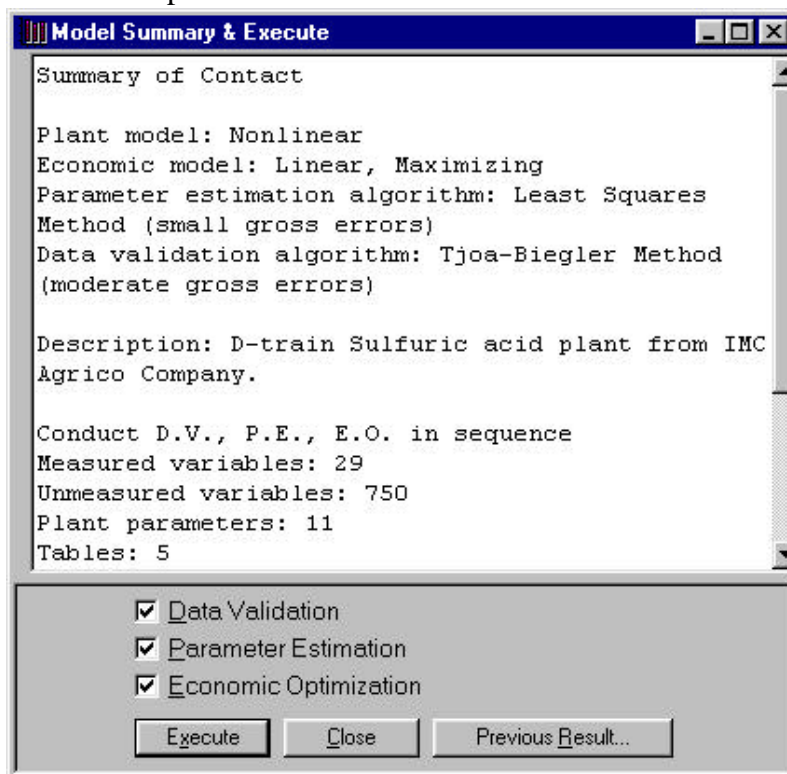 Model Summary & Execute
Summary of Contact
Plant model: Nonlinear
Economic model: Linear, Maximizing
Parameter estimation algorithm: Least Squares
Method (small gross errors)
Data validation algorithm: Tjoa-Biegler Method
(moderate gross errors)
Description: D-train Sulfuric acid plant from IMC
Agrico Company.
Conduct D.V., P.E., E.O. in sequence
Measured variables: 29
Unmeasured variables: 750
Plant parameters: 11
Tables: 5
Data Validation
Parameter Estimation
Economic Optimization
Execute Close Previous Result...